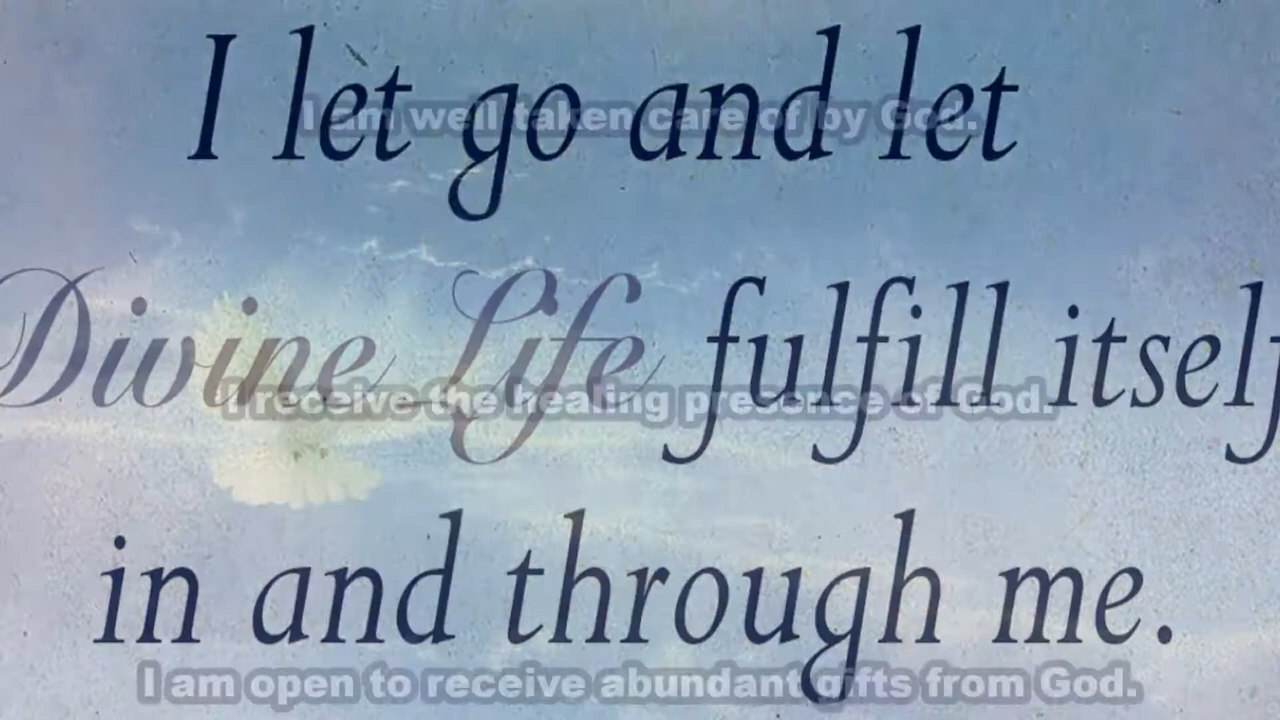 I let go and let
I am well taken care of by God.
Divine Life fulfill itself
I receive the healing presence of God.
in and through me.
I am open to receive abundant gifts from God.